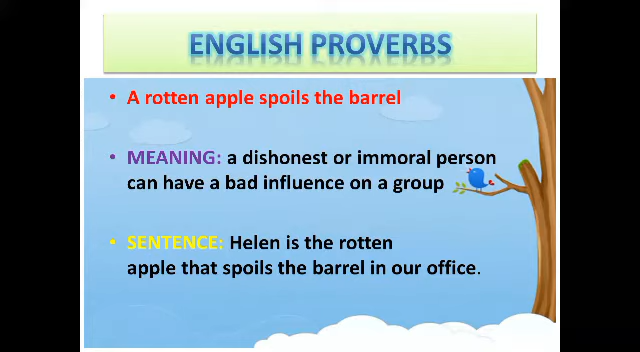 ENGLISH PROVERBS
• A rotten apple spoils the barrel
• MEANING: a dishonest or immoral person
can have a bad influence on a group
• SENTENCE: Helen is the rotten
apple that spoils the barrel in our office.